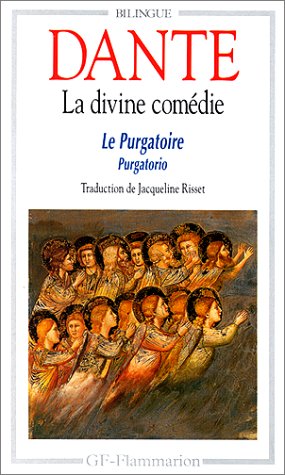 BILINGUE
DANTE
La divine comédie
Le Purgatoire
Purgatorio
Traduction de Jacqueline Risset
GF-Flammarion